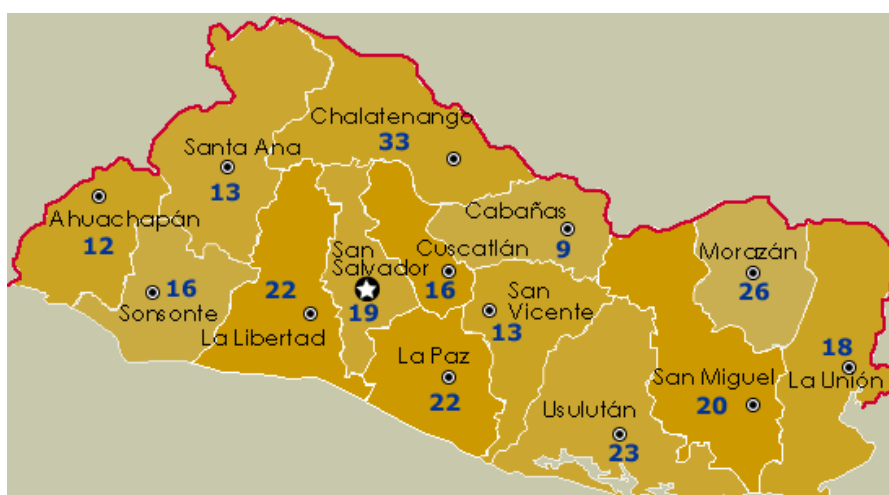 Chalatenango
33
Santa Ana
13
Ahuachapán
12
Cabañas
9
Morazán
26
San
Salvador
19
Cuscatlán
16
16
Sonsonte
22
La Libertad
San
Vicente
13
La Paz
22
18
La Unión
San Miguel
20
Usulután
23